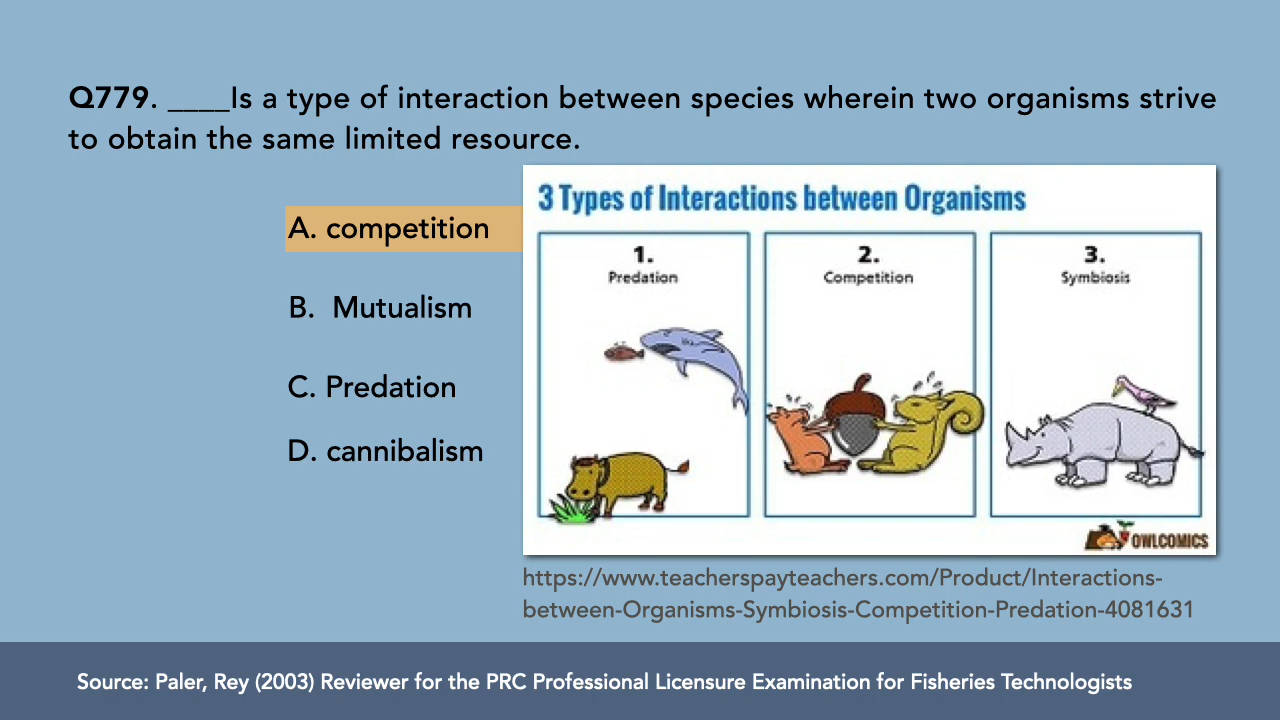 Q779. ____Is a type of interaction between species wherein two organisms strive
to obtain the same limited resource.
A. competition
B. Mutualism
C. Predation
D. cannibalism
3 Types of Interactions between Organisms
1.
Predation
2.
Competition
3.
Symbiosis
OWLCOMICS
https://www.teacherspayteachers.com/Product/Interactions-
between-Organisms-Symbiosis-Competition-Predation-4081631
Source: Paler, Rey (2003) Reviewer for the PRC Professional Licensure Examination for Fisheries Technologists